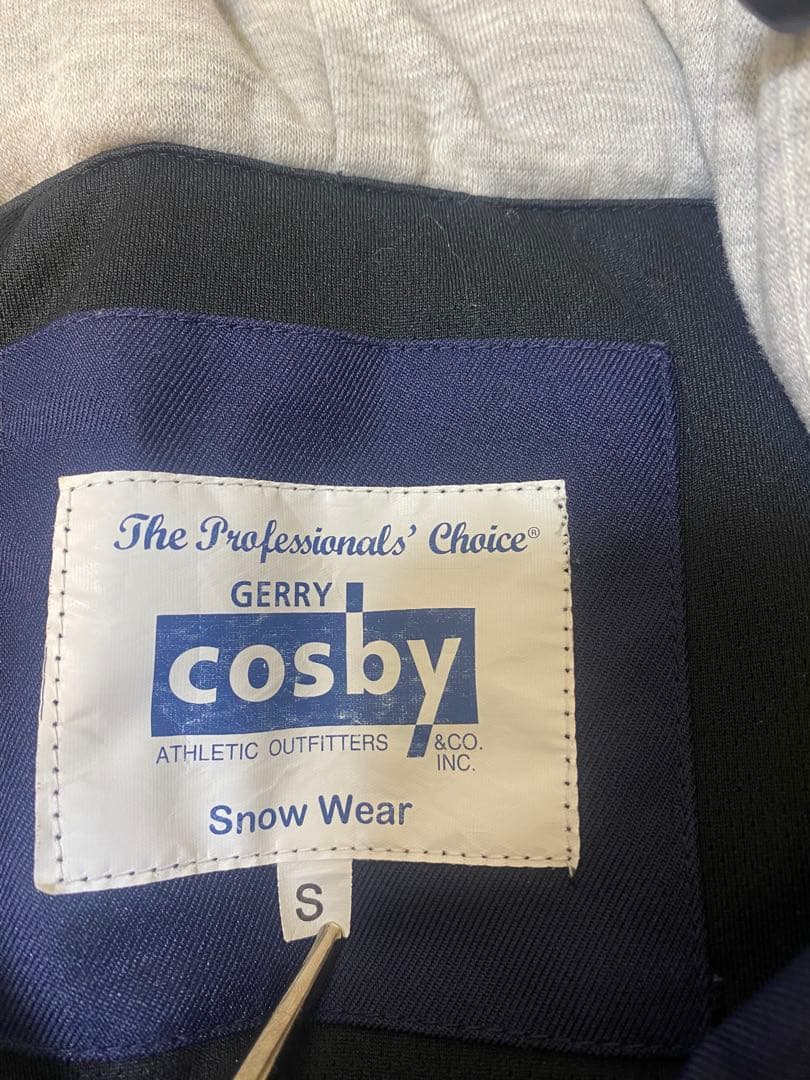 The Professionals' Choice®
GERRY
cosby
ATHLETIC OUTFITTERS &CO.
INC.
Snow Wear
S